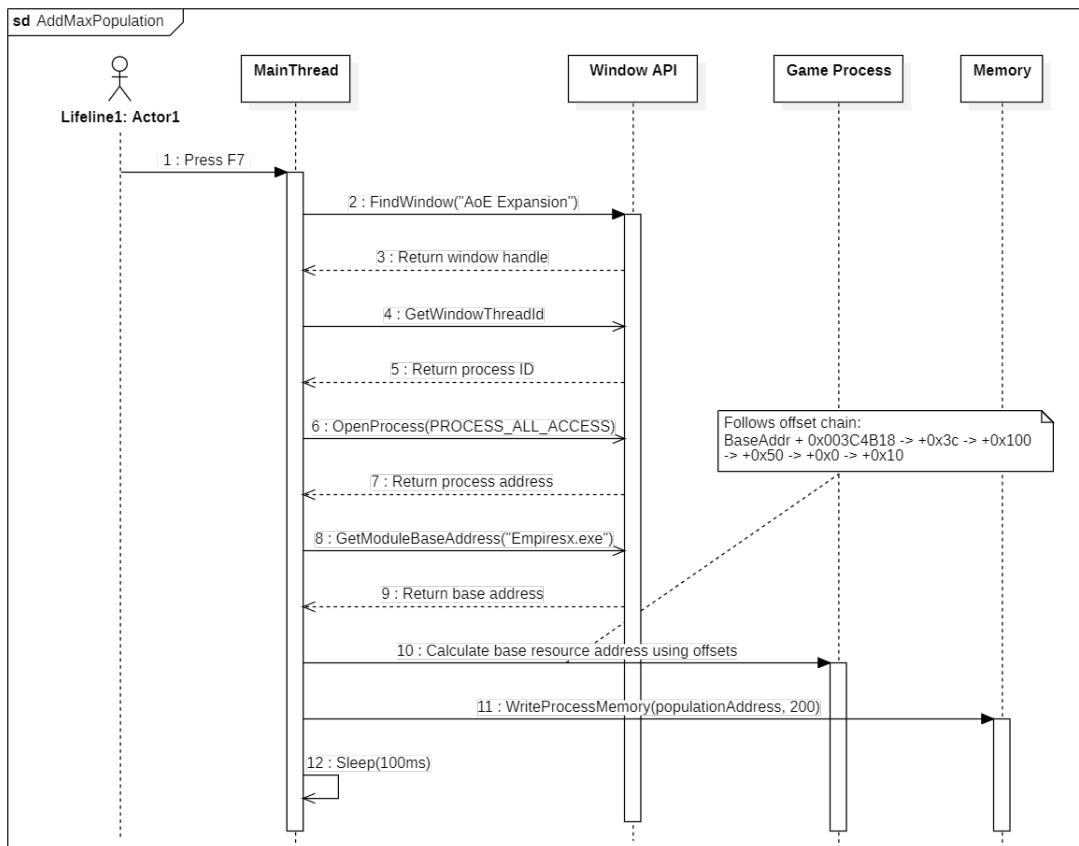 sd AddMaxPopulation
MainThread
Window API
Game Process
Memory
Lifeline1: Actor1
1 : Press F7
2 : FindWindow("AoE Expansion")
3 : Return window handle
4 : GetWindowThreadId
5 : Return process ID
6 : OpenProcess(PROCESS_ALL_ACCESS)
Follows offset chain:
BaseAddr + 0x003C4B18 -> +0x3c -> +0x100
-> +0x50 -> +0x0 -> +0x10
7 : Return process address
8 : GetModuleBaseAddress("Empiresx.exe")
9 : Return base address
10 : Calculate base resource address using offsets
11 : WriteProcessMemory(populationAddress, 200)
12 : Sleep(100ms)